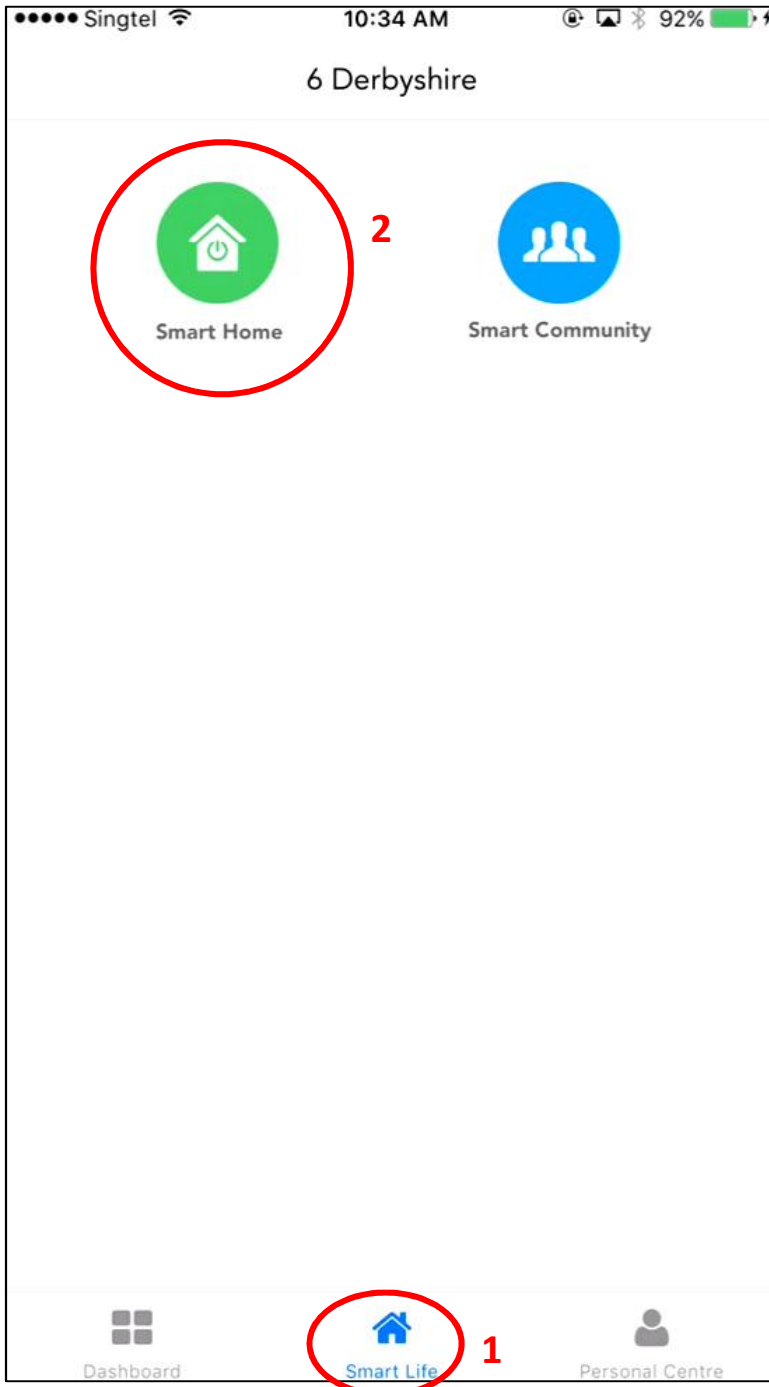 Singtel 10:34 AM 92%
6 Derbyshire
2
Smart Home Smart Community
1
Dashboard Smart Life Personal Centre